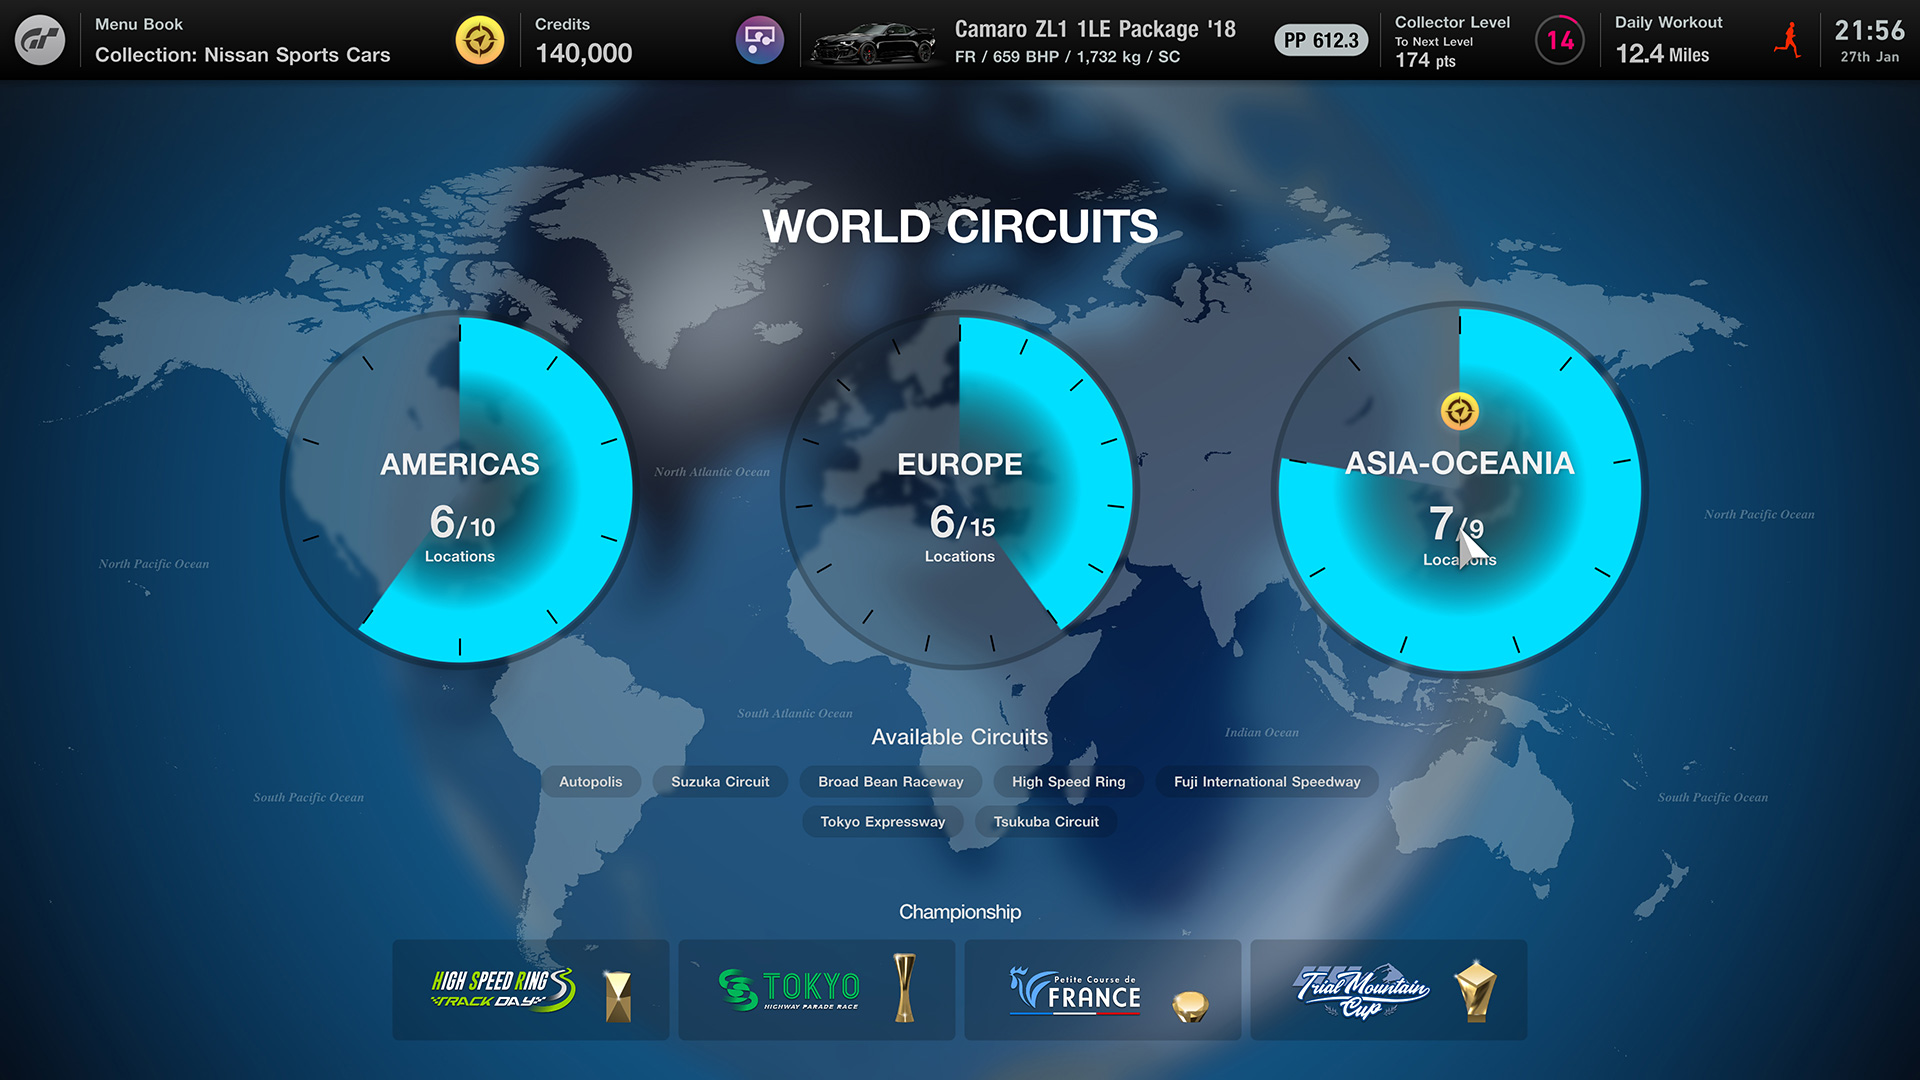 Menu Book
Collection: Nissan Sports Cars
Credits
140,000
Camaro ZL1 1LE Package '18
FR / 659 BHP / 1,732 kg / SC
PP 612.3
Collector Level
To Next Level
174 pts
14
Daily Workout
12.4 Miles
21:56
27th Jan
WORLD CIRCUITS
AMERICAS
6/10
Locations
EUROPE
6/15
Locations
ASIA-OCEANIA
7/9
Locations
North Atlantic Ocean
North Pacific Ocean
North Pacific Ocean
South Atlantic Ocean
Indian Ocean
South Pacific Ocean
South Pacific Ocean
Available Circuits
Autopolis
Suzuka Circuit
Broad Bean Raceway
High Speed Ring
Fuji International Speedway
Tokyo Expressway
Tsukuba Circuit
Championship
HIGH SPEED RING
TRACK DAY
TOKYO
HIGHWAY PARADE RACE
Petite Course de
FRANCE
Trial Mountain
Cup